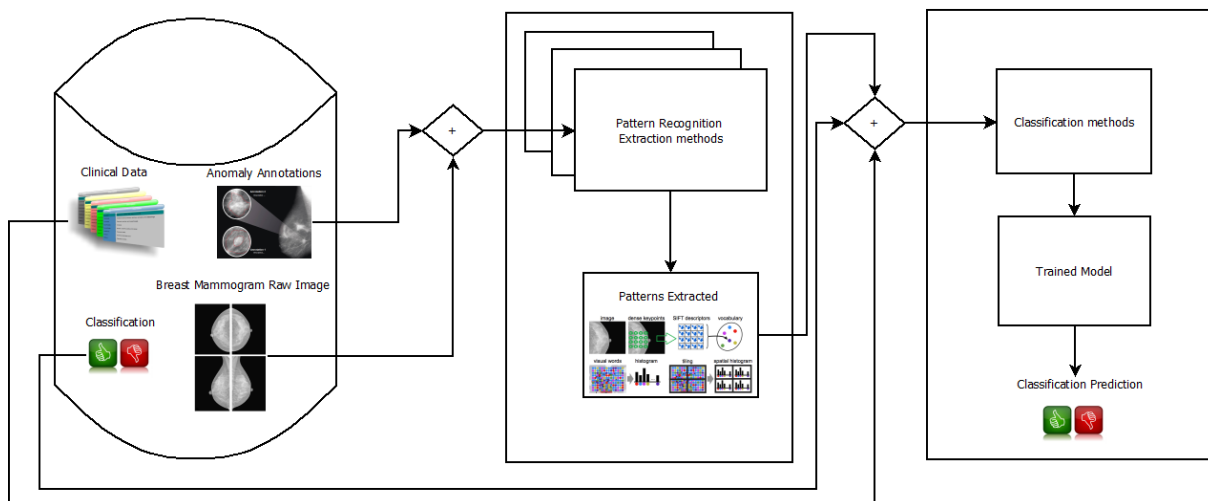 Clinical Data
Anomaly Annotations
Breast Mammogram Raw Image
Classification
+
Pattern Recognition
Extraction methods
Patterns Extracted
image
dense keypoints
SIFT descriptors
vocabulary
visual words
histogram
tiling
spatial histogram
+
Classification methods
Trained Model
Classification Prediction